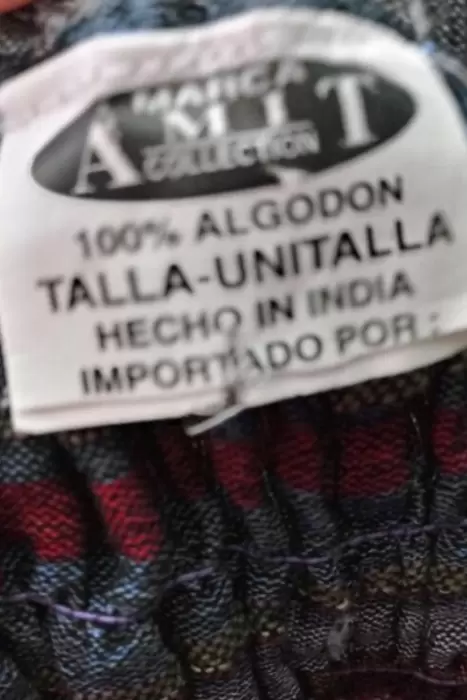 MARCA
AMIT
COLLECTION
100% ALGODON
TALLA-UNITALLA
HECHO IN INDIA
IMPORTADO POR :